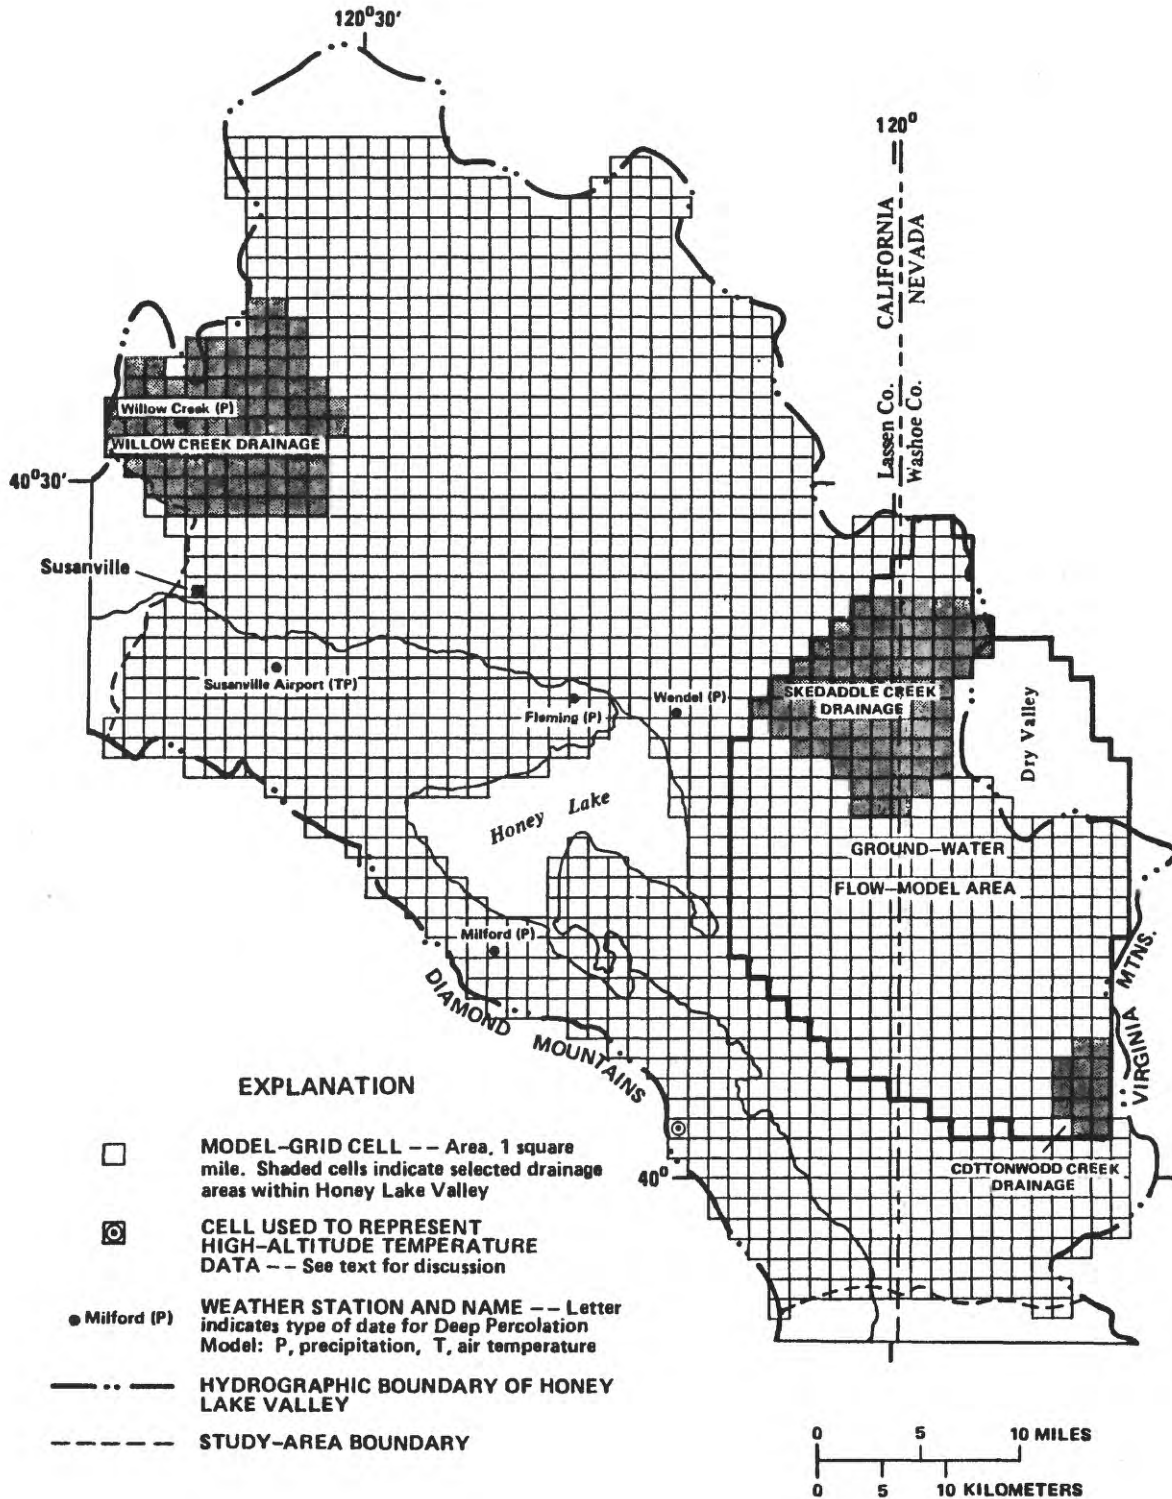 120°30'
120°
CALIFORNIA
NEVADA
Lassen Co.
Washoe Co.
Willow Creek (P)
WILLOW CREEK DRAINAGE
40°30'
Susanville
Susanville Airport (TP)
Fleming (P)
Wendel (P)
SKEDADDLE CREEK
DRAINAGE
Dry Valley
Honey Lake
GROUND-WATER
FLOW-MODEL AREA
Milford (P)
DIAMOND MOUNTAINS
VIRGINIA MTNS.
COTTONWOOD CREEK
DRAINAGE
40°
EXPLANATION
MODEL-GRID CELL -- Area, 1 square
mile. Shaded cells indicate selected drainage
areas within Honey Lake Valley
CELL USED TO REPRESENT
HIGH-ALTITUDE TEMPERATURE
DATA -- See text for discussion
Milford (P)
WEATHER STATION AND NAME -- Letter
indicates type of date for Deep Percolation
Model: P, precipitation, T, air temperature
HYDROGRAPHIC BOUNDARY OF HONEY
LAKE VALLEY
STUDY-AREA BOUNDARY
0 5 10 MILES
0 5 10 KILOMETERS